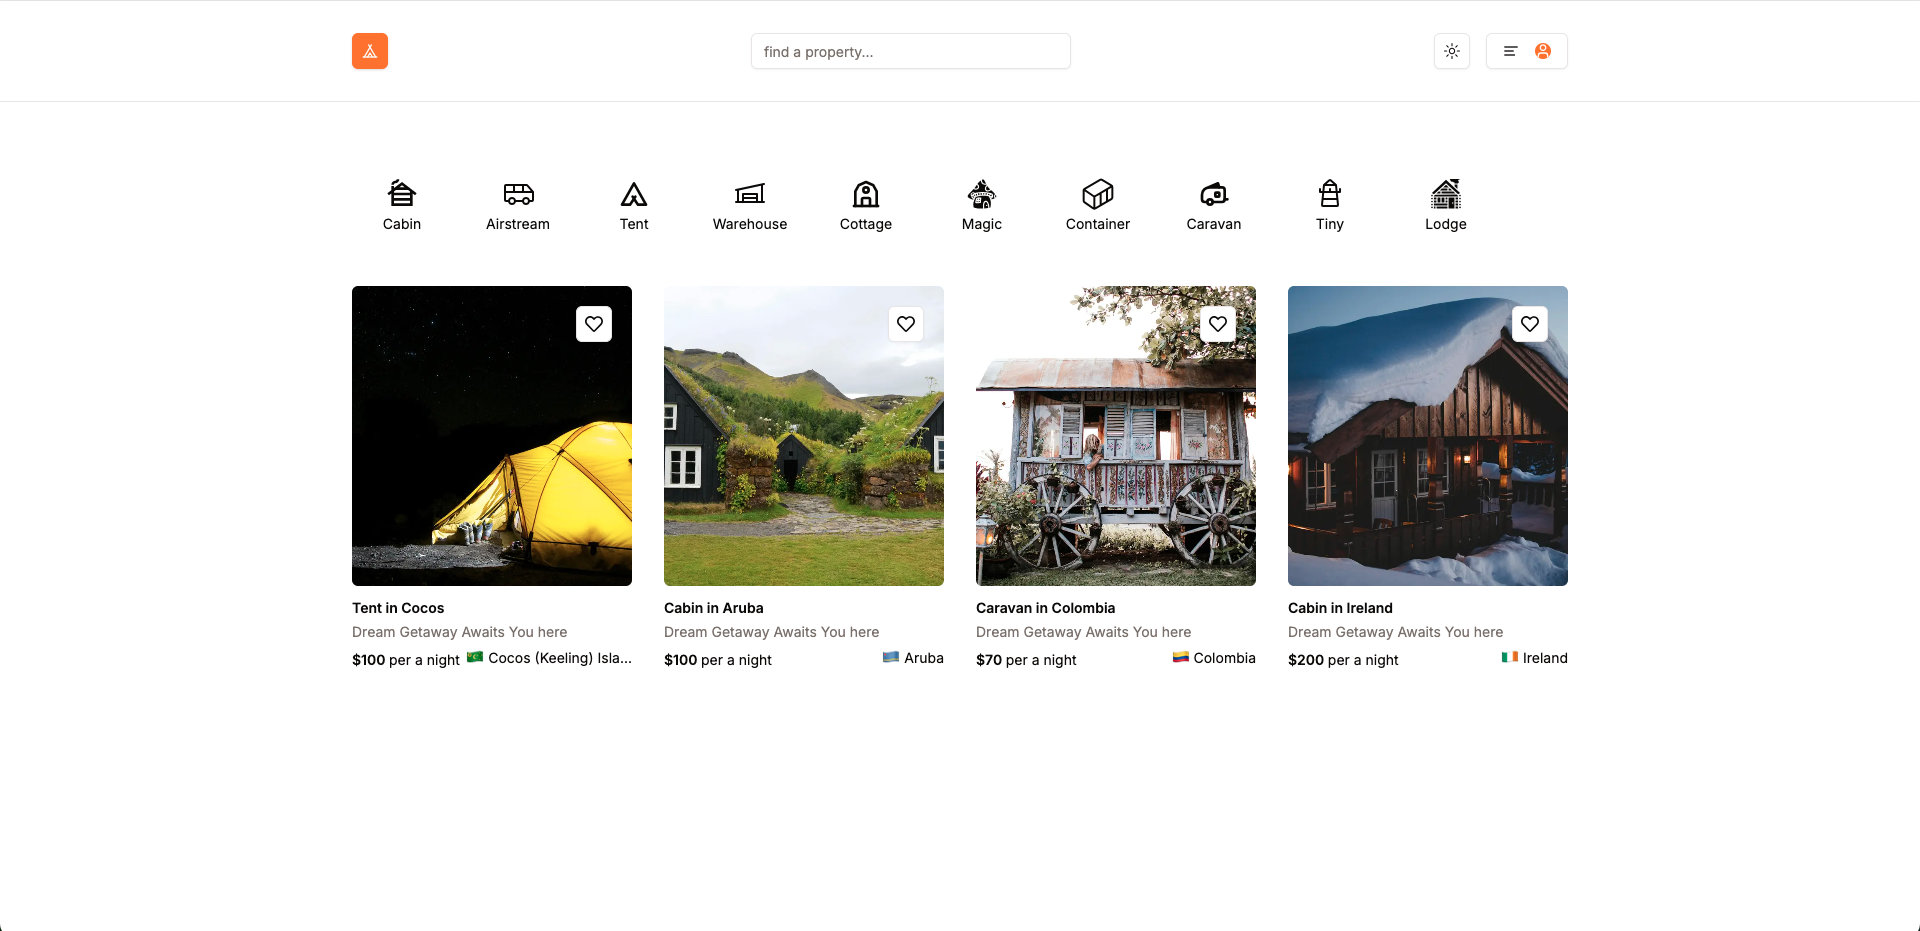 find a property...
Cabin
Airstream
Tent
Warehouse
Cottage
Magic
Container
Caravan
Tiny
Lodge
Tent in Cocos
Dream Getaway Awaits You here
$100 per a night
Cocos (Keeling) Isla...
Cabin in Aruba
Dream Getaway Awaits You here
$100 per a night
Aruba
Caravan in Colombia
Dream Getaway Awaits You here
$70 per a night
Colombia
Cabin in Ireland
Dream Getaway Awaits You here
$200 per a night
Ireland